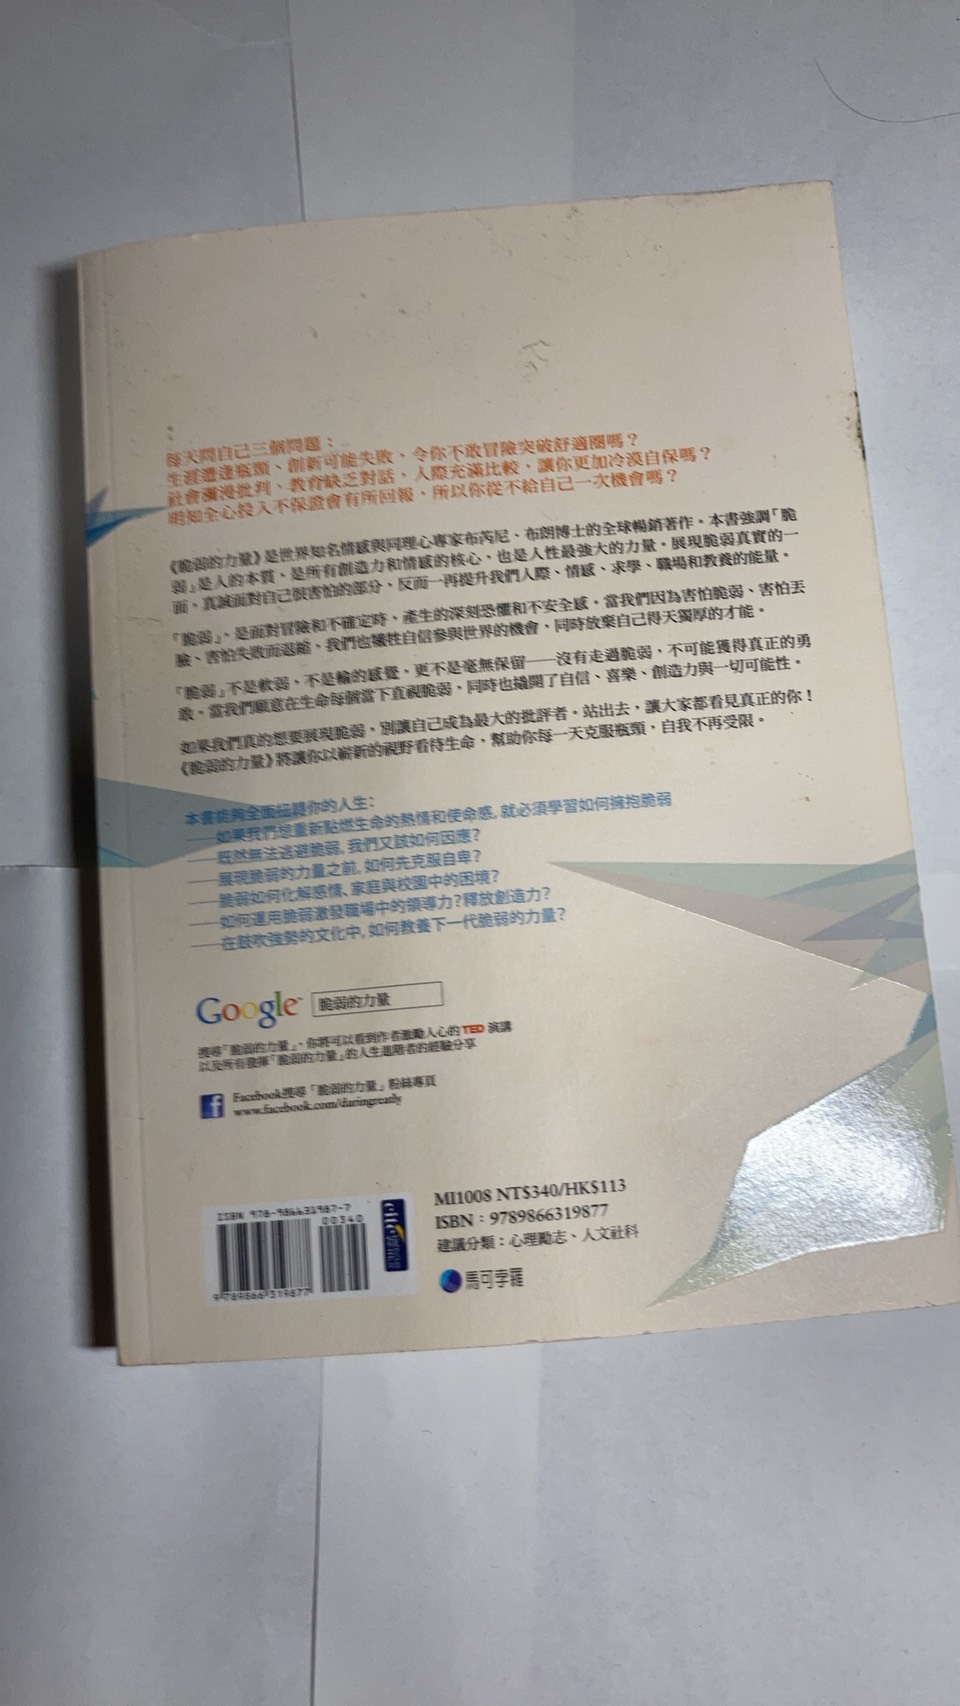 每天問自己三個問題：
生涯遭逢瓶頸、創新可能失敗，令你不敢冒險突破舒適圈嗎？
社會瀰漫批判、教育缺乏對話、人際充滿比較，讓你更加冷漠自保嗎？
明知全心投入不保證會有所回報，所以你從不給自己一次機會嗎？
《脆弱的力量》是世界知名情感與同理心專家布芮尼．布朗博士的全球暢銷著作。本書強調「脆
弱」是人的本質，是所有創造力和情感的核心，也是人性最強大的力量。展現脆弱真實的一
面，真誠面對自己很害怕的部分，反而一再提升我們人際、情感、求學、職場和教養的能量。
「脆弱」，是面對冒險和不確定時，產生的深刻恐懼和不安全感。當我們因為害怕脆弱、害怕丟
臉、害怕失敗而退縮，我們也犧牲自信參與世界的機會，同時放棄自己得天獨厚的才能。
「脆弱」不是軟弱，不是輸的感覺，更不是毫無保留——沒有走過脆弱，不可能獲得真正的勇
敢。當我們願意在生命每個當下直視脆弱，同時也撬開了自信、喜樂、創造力與一切可能性。
如果我們真的想要展現脆弱，別讓自己成為最大的批評者。站出去，讓大家都看見真正的你！
《脆弱的力量》將讓你以嶄新的視野看待生命，幫助你每一天克服瓶頸，自我不再受限。
本書能夠全面拯救你的人生：
——如果我們想重新點燃生命的熱情和使命感，就必須學習如何擁抱脆弱
——既然無法逃避脆弱，我們又該如何因應？
——展現脆弱的力量之前，如何先克服自卑？
——脆弱如何化解感情、家庭與校園中的困境？
——如何運用脆弱激發職場中的領導力？釋放創造力？
——在鼓吹強勢的文化中，如何教養下一代脆弱的力量？
Google 脆弱的力量
搜尋「脆弱的力量」，你將可以看到作者激勵人心的 TED 演講
以及所有發揮「脆弱的力量」的人生進階者的經驗分享
Facebook搜尋「脆弱的力量」粉絲專頁
www.facebook.com/daringready
MI1008 NT$340/HK$113
ISBN：9789866319877
建議分類：心理勵志、人文社科
馬可孛羅
ISBN 978-986-6319-87-7
00340
9 789866 319877
cité 城邦